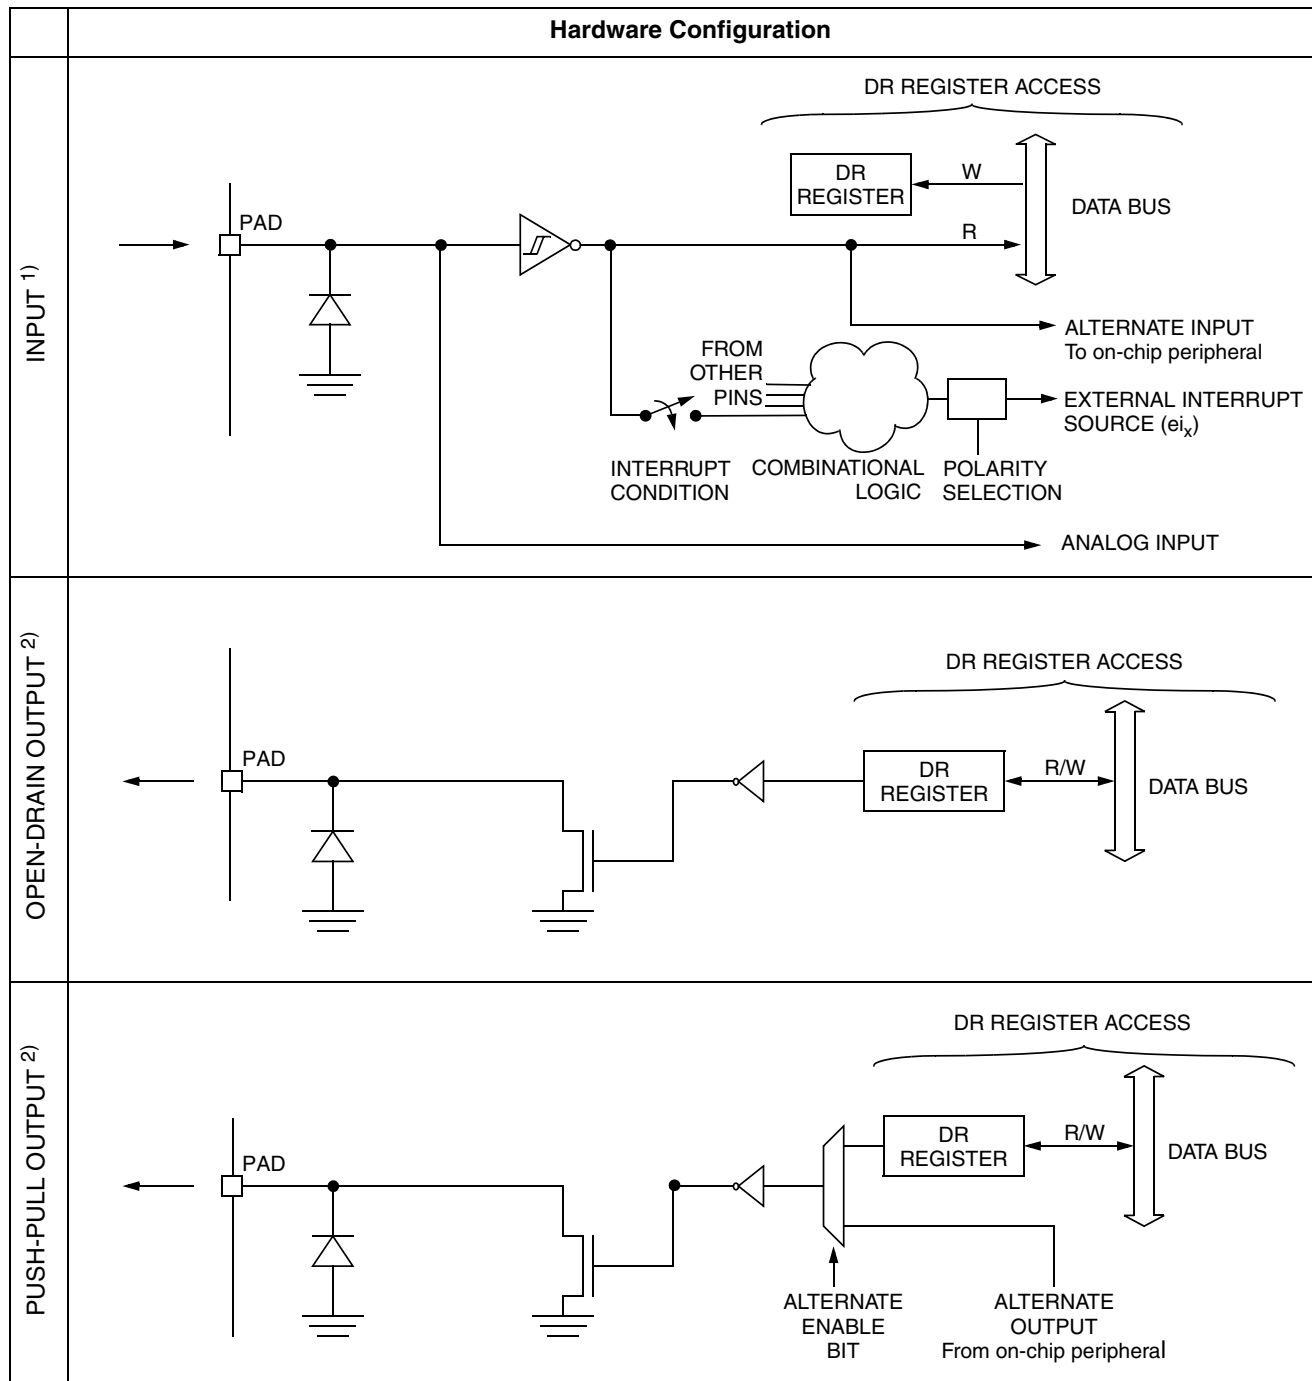 Hardware Configuration
INPUT 1)
DR REGISTER ACCESS
DR
REGISTER
W
DATA BUS
PAD
R
ALTERNATE INPUT
To on-chip peripheral
FROM
OTHER
PINS
EXTERNAL INTERRUPT
SOURCE (eix)
INTERRUPT
CONDITION
COMBINATIONAL
LOGIC
POLARITY
SELECTION
ANALOG INPUT
OPEN-DRAIN OUTPUT 2)
DR REGISTER ACCESS
PAD
DR
REGISTER
R/W
DATA BUS
PUSH-PULL OUTPUT 2)
DR REGISTER ACCESS
DR
REGISTER
R/W
DATA BUS
PAD
ALTERNATE
ENABLE
BIT
ALTERNATE
OUTPUT
From on-chip peripheral